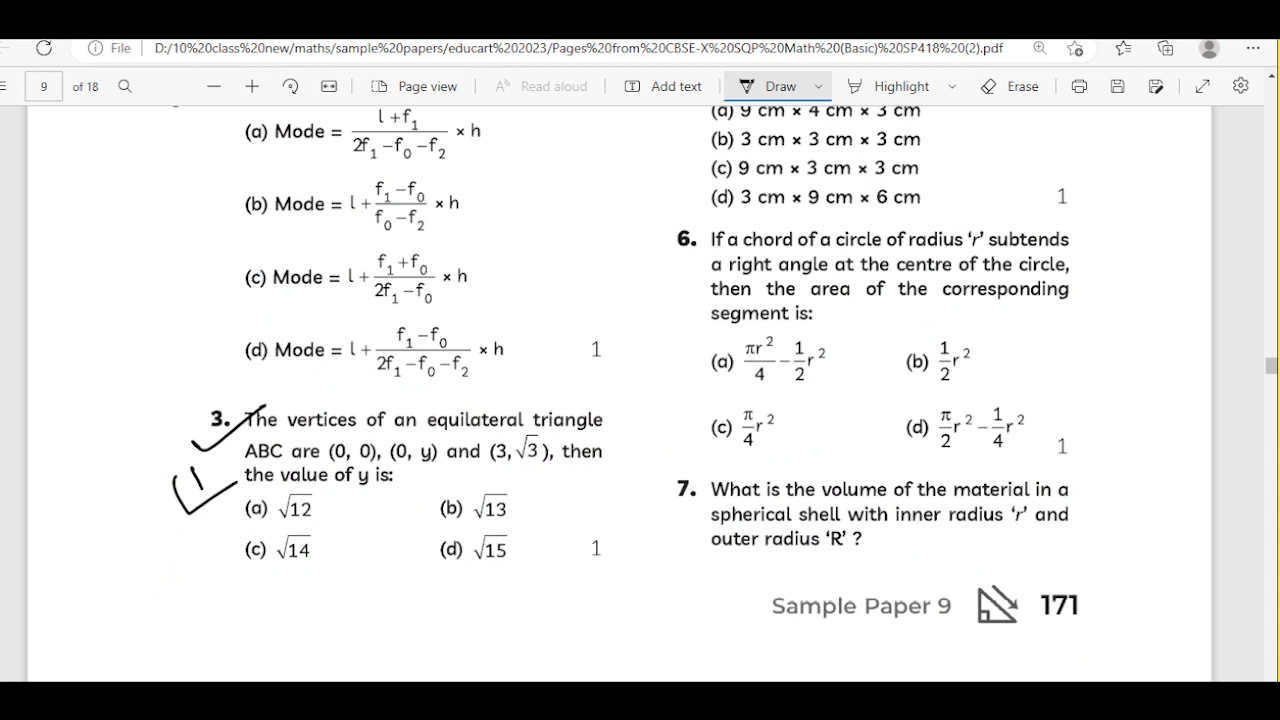 File D:/10%20class%20new/maths/sample%20papers/educart%202023/Pages%20from%20CBSE-X%20SQP%20Math%20(Basic)%20SP418%20(2).pdf
9 of 18 Page view Read aloud Add text Draw Highlight Erase
(a) Mode = l + f₁ / 2f₁ − f₀ − f₂ × h
(b) Mode = l + f₁ − f₀ / f₀ − f₂ × h
(c) Mode = l + f₁ + f₀ / 2f₁ − f₀ × h
(d) Mode = l + f₁ − f₀ / 2f₁ − f₀ − f₂ × h 1
3. The vertices of an equilateral triangle
ABC are (0, 0), (0, y) and (3, √3), then
the value of y is:
(a) √12 (b) √13
(c) √14 (d) √15 1
(a) 9 cm × 4 cm × 3 cm
(b) 3 cm × 3 cm × 3 cm
(c) 9 cm × 3 cm × 3 cm
(d) 3 cm × 9 cm × 6 cm 1
6. If a chord of a circle of radius ‘r’ subtends
a right angle at the centre of the circle,
then the area of the corresponding
segment is:
(a) πr²/4 − 1/2 r² (b) 1/2 r²
(c) π/4 r² (d) π/2 r² − 1/4 r² 1
7. What is the volume of the material in a
spherical shell with inner radius ‘r’ and
outer radius ‘R’ ?
Sample Paper 9 171